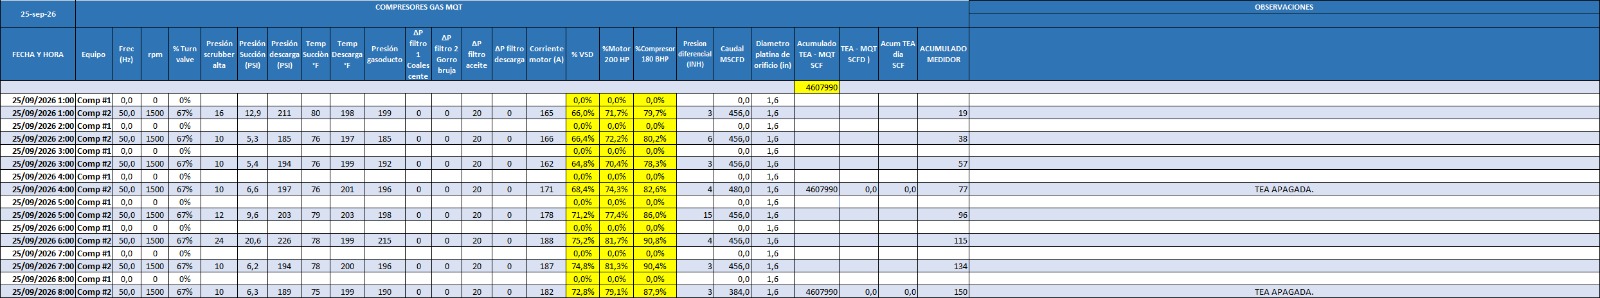 25-sep-26 COMPRESORES GAS MQT OBSERVACIONES
FECHA Y HORA Equipo Frec (Hz) rpm % Turn valve Presión scrubber alta Presión Succión (PSI) Presión descarga (PSI) Temp Succión °F Temp Descarga °F Presión gasoducto ΔP filtro 1 Coales cente ΔP filtro 2 Gorro bruja ΔP filtro aceite ΔP filtro descarga Corriente motor (A) % VSD %Motor 200 HP %Compresor 180 BHP Presion diferencial (INH) Caudal MSCFD Diametro platina de orificio (in) Acumulado TEA - MQT SCF TEA - MQT SCFD ) Acum TEA dia SCF ACUMULADO MEDIDOR
4607990
25/09/2026 1:00 Comp #1 0,0 0 0% 0,0% 0,0% 0,0% 0,0 1,6
25/09/2026 1:00 Comp #2 50,0 1500 67% 16 12,9 211 80 198 199 0 0 20 0 165 66,0% 71,7% 79,7% 3 456,0 1,6 19
25/09/2026 2:00 Comp #1 0,0 0 0% 0,0% 0,0% 0,0% 0,0 1,6
25/09/2026 2:00 Comp #2 50,0 1500 67% 10 5,3 185 76 197 185 0 0 20 0 166 66,4% 72,2% 80,2% 6 456,0 1,6 38
25/09/2026 3:00 Comp #1 0,0 0 0% 0,0% 0,0% 0,0% 0,0 1,6
25/09/2026 3:00 Comp #2 50,0 1500 67% 10 5,4 194 76 199 192 0 0 20 0 162 64,8% 70,4% 78,3% 3 456,0 1,6 57
25/09/2026 4:00 Comp #1 0,0 0 0% 0,0% 0,0% 0,0% 0,0 1,6
25/09/2026 4:00 Comp #2 50,0 1500 67% 10 6,6 197 76 201 196 0 0 20 0 171 68,4% 74,3% 82,6% 4 480,0 1,6 4607990 0,0 0,0 77 TEA APAGADA.
25/09/2026 5:00 Comp #1 0,0 0 0% 0,0% 0,0% 0,0% 0,0 1,6
25/09/2026 5:00 Comp #2 50,0 1500 67% 12 9,6 203 79 203 198 0 0 20 0 178 71,2% 77,4% 86,0% 15 456,0 1,6 96
25/09/2026 6:00 Comp #1 0,0 0 0% 0,0% 0,0% 0,0% 0,0 1,6
25/09/2026 6:00 Comp #2 50,0 1500 67% 24 20,6 226 78 199 215 0 0 20 0 188 75,2% 81,7% 90,8% 4 456,0 1,6 115
25/09/2026 7:00 Comp #1 0,0 0 0% 0,0% 0,0% 0,0% 0,0 1,6
25/09/2026 7:00 Comp #2 50,0 1500 67% 10 6,2 194 78 200 196 0 0 20 0 187 74,8% 81,3% 90,4% 3 456,0 1,6 134
25/09/2026 8:00 Comp #1 0,0 0 0% 0,0% 0,0% 0,0% 0,0 1,6
25/09/2026 8:00 Comp #2 50,0 1500 67% 10 6,3 189 75 199 190 0 0 20 0 182 72,8% 79,1% 87,9% 3 384,0 1,6 4607990 0,0 0,0 150 TEA APAGADA.